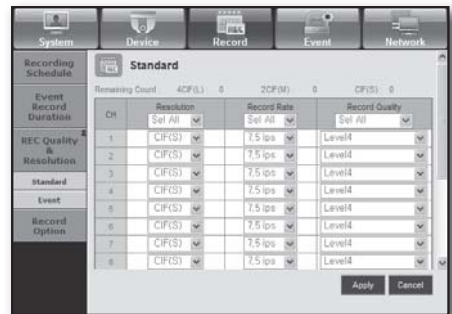 System Device Record Event Network
Recording
Schedule
Event
Record
Duration
REC Quality
&
Resolution
Standard
Event
Record
Option
REC
Standard
Remaining Count 4CIF(L) 0 2CIF(M) 0 CIF(S) 0
CH Resolution Record Rate Record Quality
Sel All Sel All Sel All
1 CIF(S) 7,5 ips Level4
2 CIF(S) 7,5 ips Level4
3 CIF(S) 7,5 ips Level4
4 CIF(S) 7,5 ips Level4
5 CIF(S) 7,5 ips Level4
6 CIF(S) 7,5 ips Level4
7 CIF(S) 7,5 ips Level4
8 CIF(S) 7,5 ips Level4
Apply Cancel